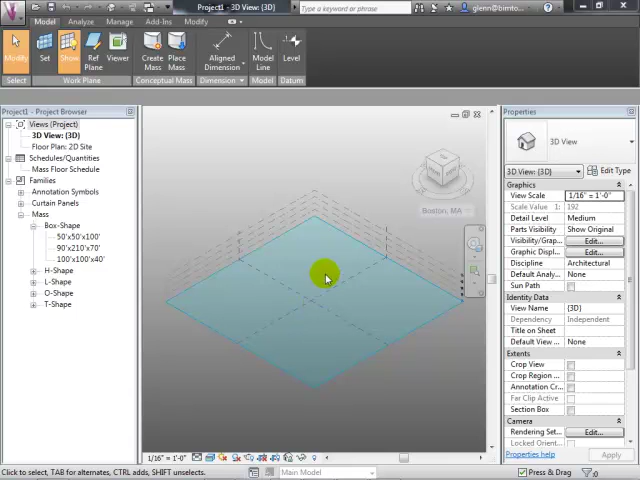 Project1 - 3D View: {3D}
Type a keyword or phrase
glenn@bimto...
Model Analyze Manage Add-Ins Modify
Modify Set Show Ref Plane Viewer Create Mass Place Mass Aligned Dimension Model Line Level
Select Work Plane Conceptual Mass Dimension Model Datum
Project1 - Project Browser
Views (Project)
3D View: {3D}
Floor Plan: 2D Site
Schedules/Quantities
Mass Floor Schedule
Families
Annotation Symbols
Curtain Panels
Mass
Box-Shape
50'x50'x100'
90'x210'x70'
100'x100'x40'
H-Shape
L-Shape
O-Shape
T-Shape
Boston, MA
Properties
3D View
3D View: {3D} Edit Type
Graphics
View Scale 1/16" = 1'-0"
Scale Value 1: 192
Detail Level Medium
Parts Visibility Show Original
Visibility/Grap... Edit...
Graphic Displ... Edit...
Discipline Architectural
Default Analy... None
Sun Path
Identity Data
View Name {3D}
Dependency Independent
Title on Sheet
Default View ... None
Extents
Crop View
Crop Region ...
Annotation Cr...
Far Clip Active
Section Box
Camera
Rendering Set... Edit...
Locked Orient...
Properties help Apply
1/16" = 1'-0"
Click to select, TAB for alternates, CTRL adds, SHIFT unselects.
Main Model
Press & Drag
:0